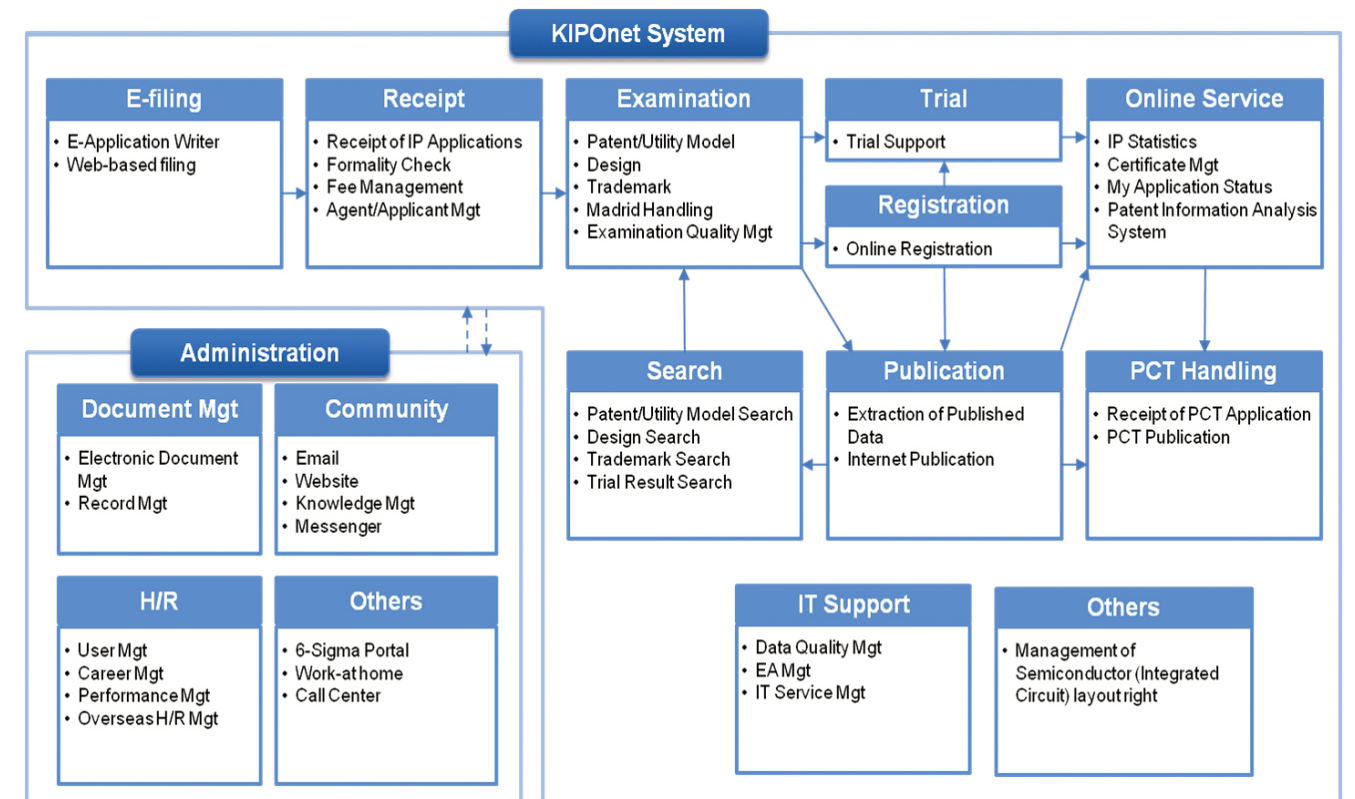 KIPOnet System
E-filing
• E-Application Writer
• Web-based filing
Receipt
• Receipt of IP Applications
• Formality Check
• Fee Management
• Agent/Applicant Mgt
Examination
• Patent/Utility Model
• Design
• Trademark
• Madrid Handling
• Examination Quality Mgt
Trial
• Trial Support
Registration
• Online Registration
Online Service
• IP Statistics
• Certificate Mgt
• My Application Status
• Patent Information Analysis
System
Search
• Patent/Utility Model Search
• Design Search
• Trademark Search
• Trial Result Search
Publication
• Extraction of Published
Data
• Internet Publication
PCT Handling
• Receipt of PCT Application
• PCT Publication
Administration
Document Mgt
• Electronic Document
Mgt
• Record Mgt
Community
• Email
• Website
• Knowledge Mgt
• Messenger
H/R
• User Mgt
• Career Mgt
• Performance Mgt
• Overseas H/R Mgt
Others
• 6-Sigma Portal
• Work-at home
• Call Center
IT Support
• Data Quality Mgt
• EA Mgt
• IT Service Mgt
Others
• Management of
Semiconductor (Integrated
Circuit) layout right